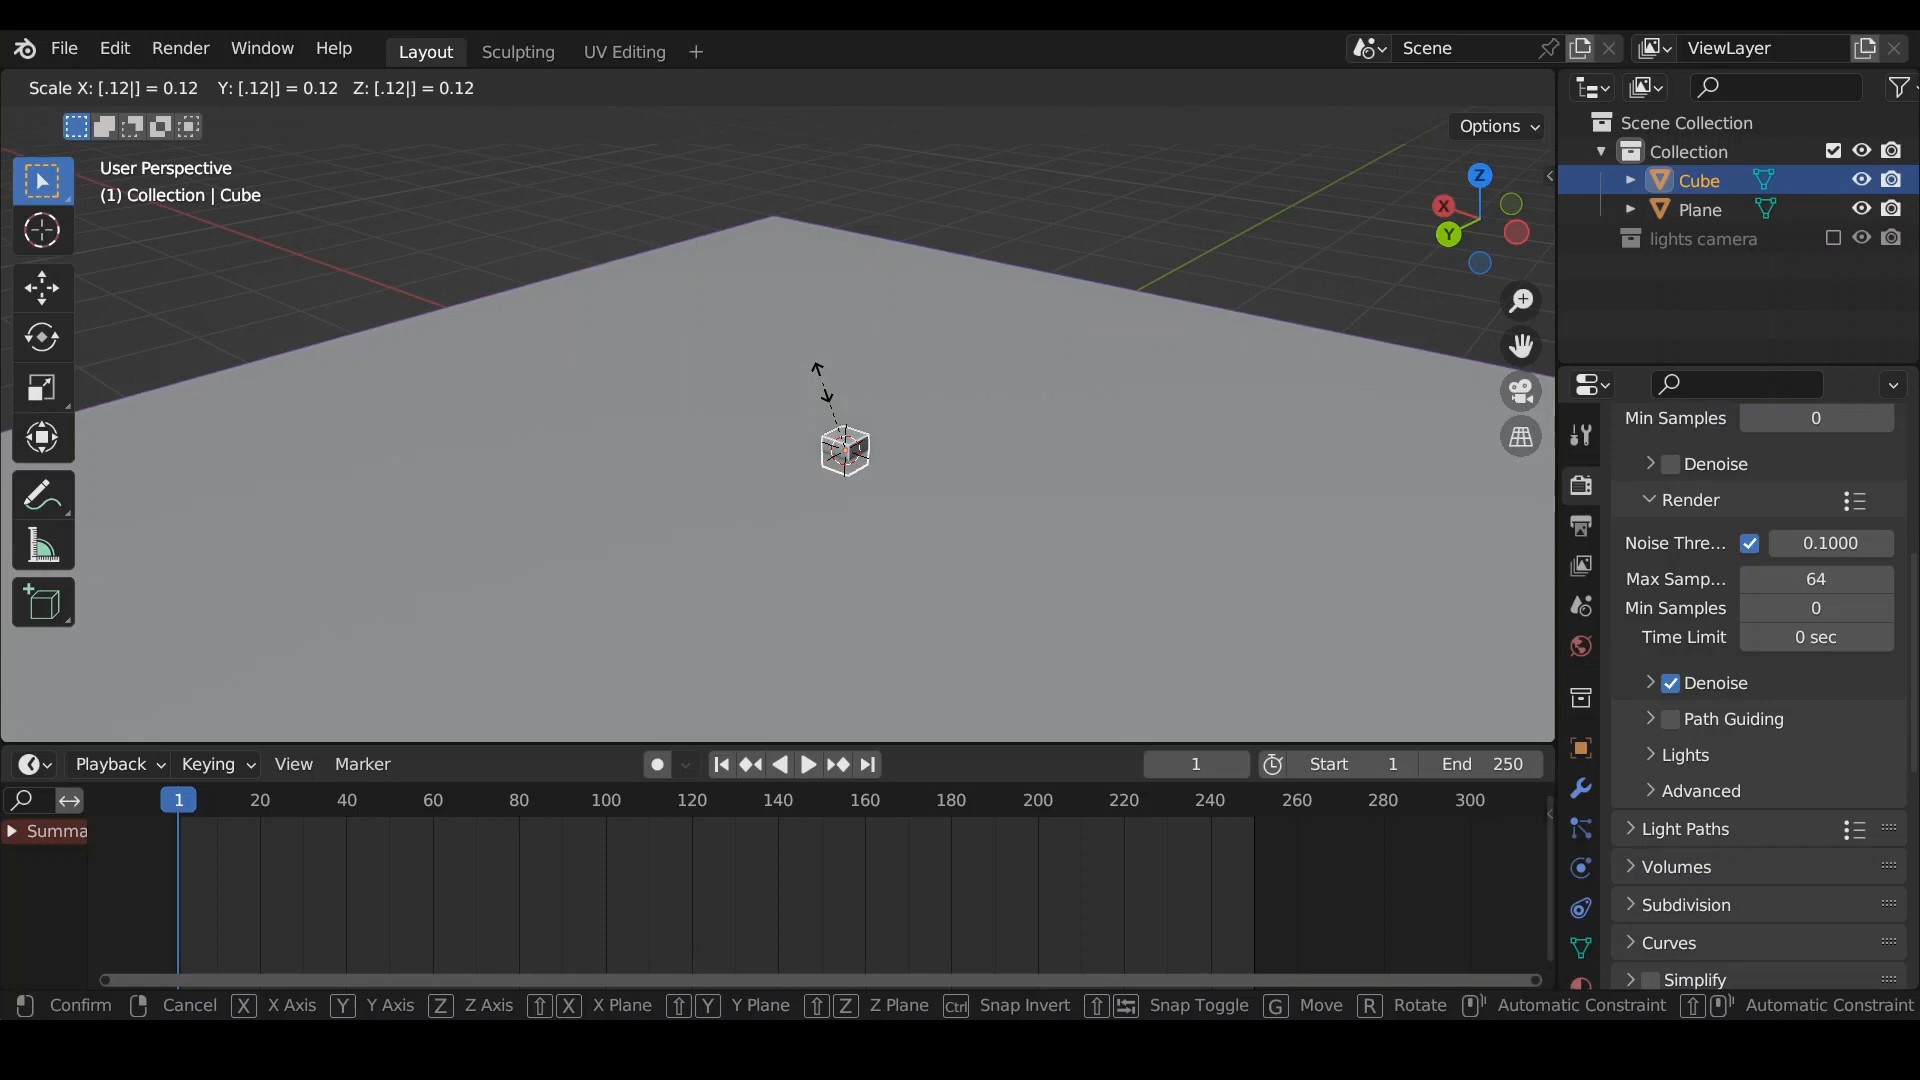 File Edit Render Window Help Layout Sculpting UV Editing + Scene ViewLayer
Scale X: [.12|] = 0.12 Y: [.12|] = 0.12 Z: [.12|] = 0.12
Options
User Perspective
(1) Collection | Cube
Z
X
Y
Scene Collection
Collection
Cube
Plane
lights camera
Min Samples 0
Denoise
Render
Noise Thre... 0.1000
Max Samp... 64
Min Samples 0
Time Limit 0 sec
Denoise
Path Guiding
Lights
Advanced
Light Paths
Volumes
Subdivision
Curves
Simplify
Playback Keying View Marker 1 Start 1 End 250
1 20 40 60 80 100 120 140 160 180 200 220 240 260 280 300
Summa
Confirm Cancel X X Axis Y Y Axis Z Z Axis X X Plane Y Y Plane Z Z Plane Ctrl Snap Invert Snap Toggle G Move R Rotate Automatic Constraint Automatic Constraint